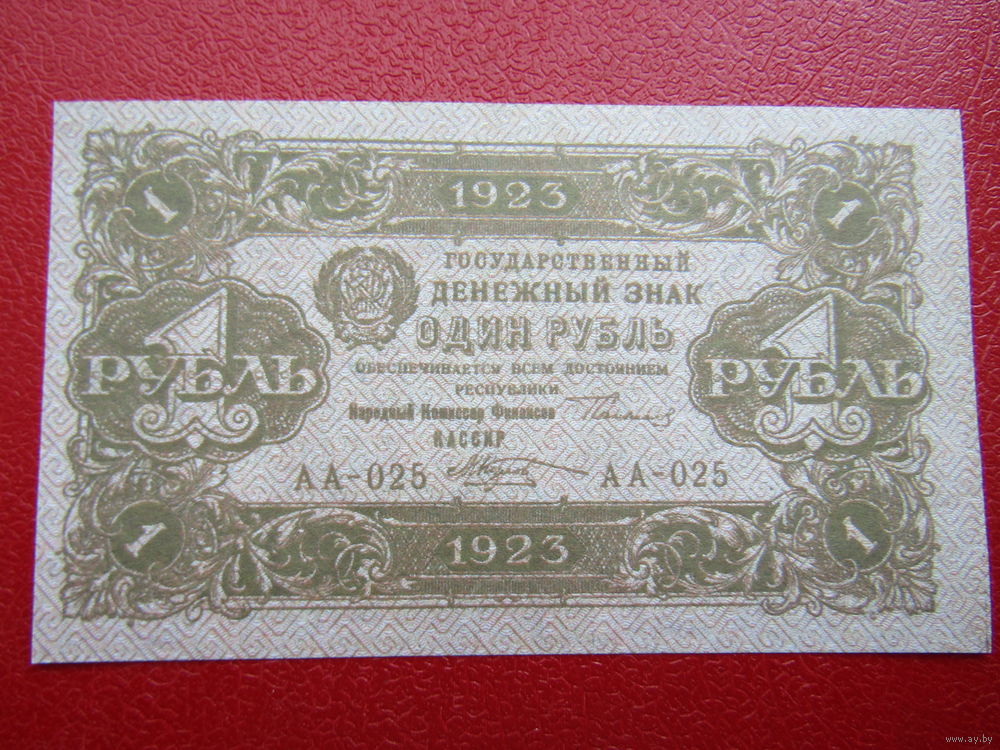 1 1923 1
ГОСУДАРСТВЕННЫЙ
ДЕНЕЖНЫЙ ЗНАК
1 РУБЛЬ ОДИН РУБЛЬ 1 РУБЛЬ
ОБЕСПЕЧИВАЕТСЯ ВСЕМ ДОСТОЯНИЕМ
РЕСПУБЛИКИ
Народный Комиссар Финансов
КАССИР
АА-025 АА-025
1 1923 1
www.ay.by